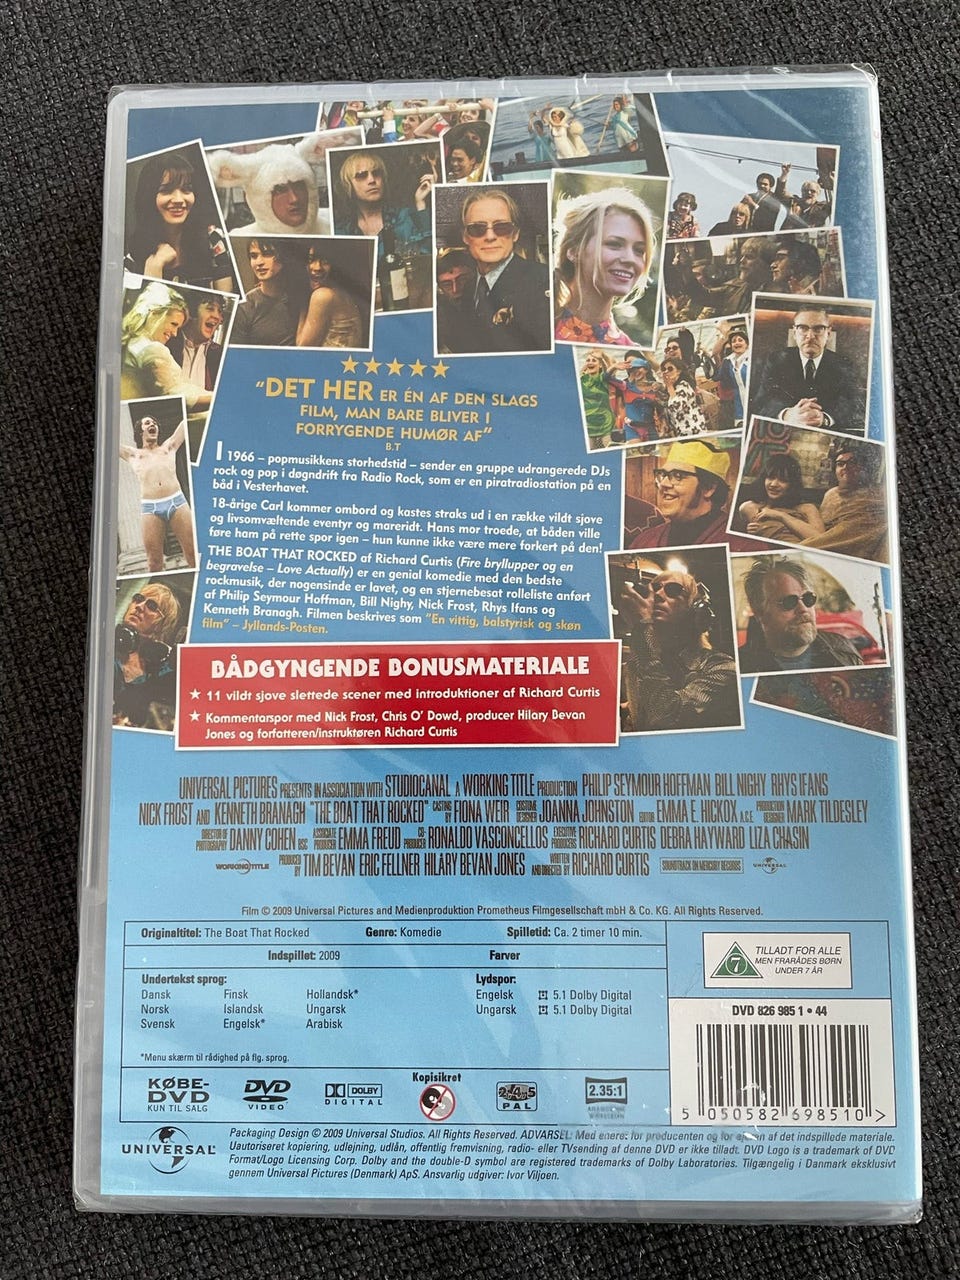 ★★★★★
"DET HER ER ÉN AF DEN SLAGS
FILM, MAN BARE BLIVER I
FORRYGENDE HUMØR AF"
B.T
I 1966 – popmusikkens storhedstid – sender en gruppe udrangerede DJs
rock og pop i døgndrift fra Radio Rock, som er en piratradiostation på en
båd i Vesterhavet.
18-årige Carl kommer ombord og kastes straks ud i en række vildt sjove
og livsomvæltende eventyr og mareridt. Hans mor troede, at båden ville
føre ham på rette spor igen – hun kunne ikke være mere forkert på den!
THE BOAT THAT ROCKED af Richard Curtis (Fire bryllupper og en
begravelse – Love Actually) er en genial komedie med den bedste
rockmusik, der nogensinde er lavet, og en stjernebesat rolleliste anført
af Philip Seymour Hoffman, Bill Nighy, Nick Frost, Rhys Ifans og
Kenneth Branagh. Filmen beskrives som "En vittig, balstyrisk og skøn
film" – Jyllands-Posten.
BÅDGYNGENDE BONUSMATERIALE
★ 11 vildt sjove slettede scener med introduktioner af Richard Curtis
★ Kommentarspor med Nick Frost, Chris O' Dowd, producer Hilary Bevan
Jones og forfatteren/instruktøren Richard Curtis
UNIVERSAL PICTURES PRESENTS IN ASSOCIATION WITH STUDIOCANAL A WORKING TITLE PRODUCTION PHILIP SEYMOUR HOFFMAN BILL NIGHY RHYS IFANS
NICK FROST AND KENNETH BRANAGH "THE BOAT THAT ROCKED" CASTING BY FIONA WEIR COSTUME DESIGNER JOANNA JOHNSTON EDITOR EMMA E. HICKOX A.C.E. PRODUCTION DESIGNER MARK TILDESLEY
DIRECTOR OF PHOTOGRAPHY DANNY COHEN BSC ASSOCIATE PRODUCER EMMA FREUD CO-PRODUCER RONALDO VASCONCELLOS EXECUTIVE PRODUCERS RICHARD CURTIS DEBRA HAYWARD LIZA CHASIN
WORKING TITLE PRODUCED BY TIM BEVAN ERIC FELLNER HILARY BEVAN JONES WRITTEN AND DIRECTED BY RICHARD CURTIS SOUNDTRACK ON MERCURY RECORDS UNIVERSAL
Film © 2009 Universal Pictures and Medienproduktion Prometheus Filmgesellschaft mbH & Co. KG. All Rights Reserved.
Originaltitel: The Boat That Rocked Genre: Komedie Spilletid: Ca. 2 timer 10 min.
Indspillet: 2009 Farver
Undertekst sprog: Lydspor:
Dansk Finsk Hollandsk* Engelsk 5.1 Dolby Digital
Norsk Islandsk Ungarsk Ungarsk 5.1 Dolby Digital
Svensk Engelsk* Arabisk
*Menu skærm til rådighed på flg. sprog.
7 TILLADT FOR ALLE
MEN FRARÅDES BØRN
UNDER 7 ÅR
DVD 826 985 1 • 44
5 050582 698510 >
KØBE-
DVD
KUN TIL SALG
DVD
VIDEO
DOLBY
DIGITAL
Kopisikret
2•4•5
PAL
2.35:1
UNIVERSAL
Packaging Design © 2009 Universal Studios. All Rights Reserved. ADVARSEL: Med eneret for producenten og for ejeren af det indspillede materiale.
Uautoriseret kopiering, udlejning, udlån, offentlig fremvisning, radio- eller TVsending af denne DVD er ikke tilladt. DVD Logo is a trademark of DVD
Format/Logo Licensing Corp. Dolby and the double-D symbol are registered trademarks of Dolby Laboratories. Tilgængelig i Danmark eksklusivt
gennem Universal Pictures (Denmark) ApS. Ansvarlig udgiver: Ivor Viljoen.